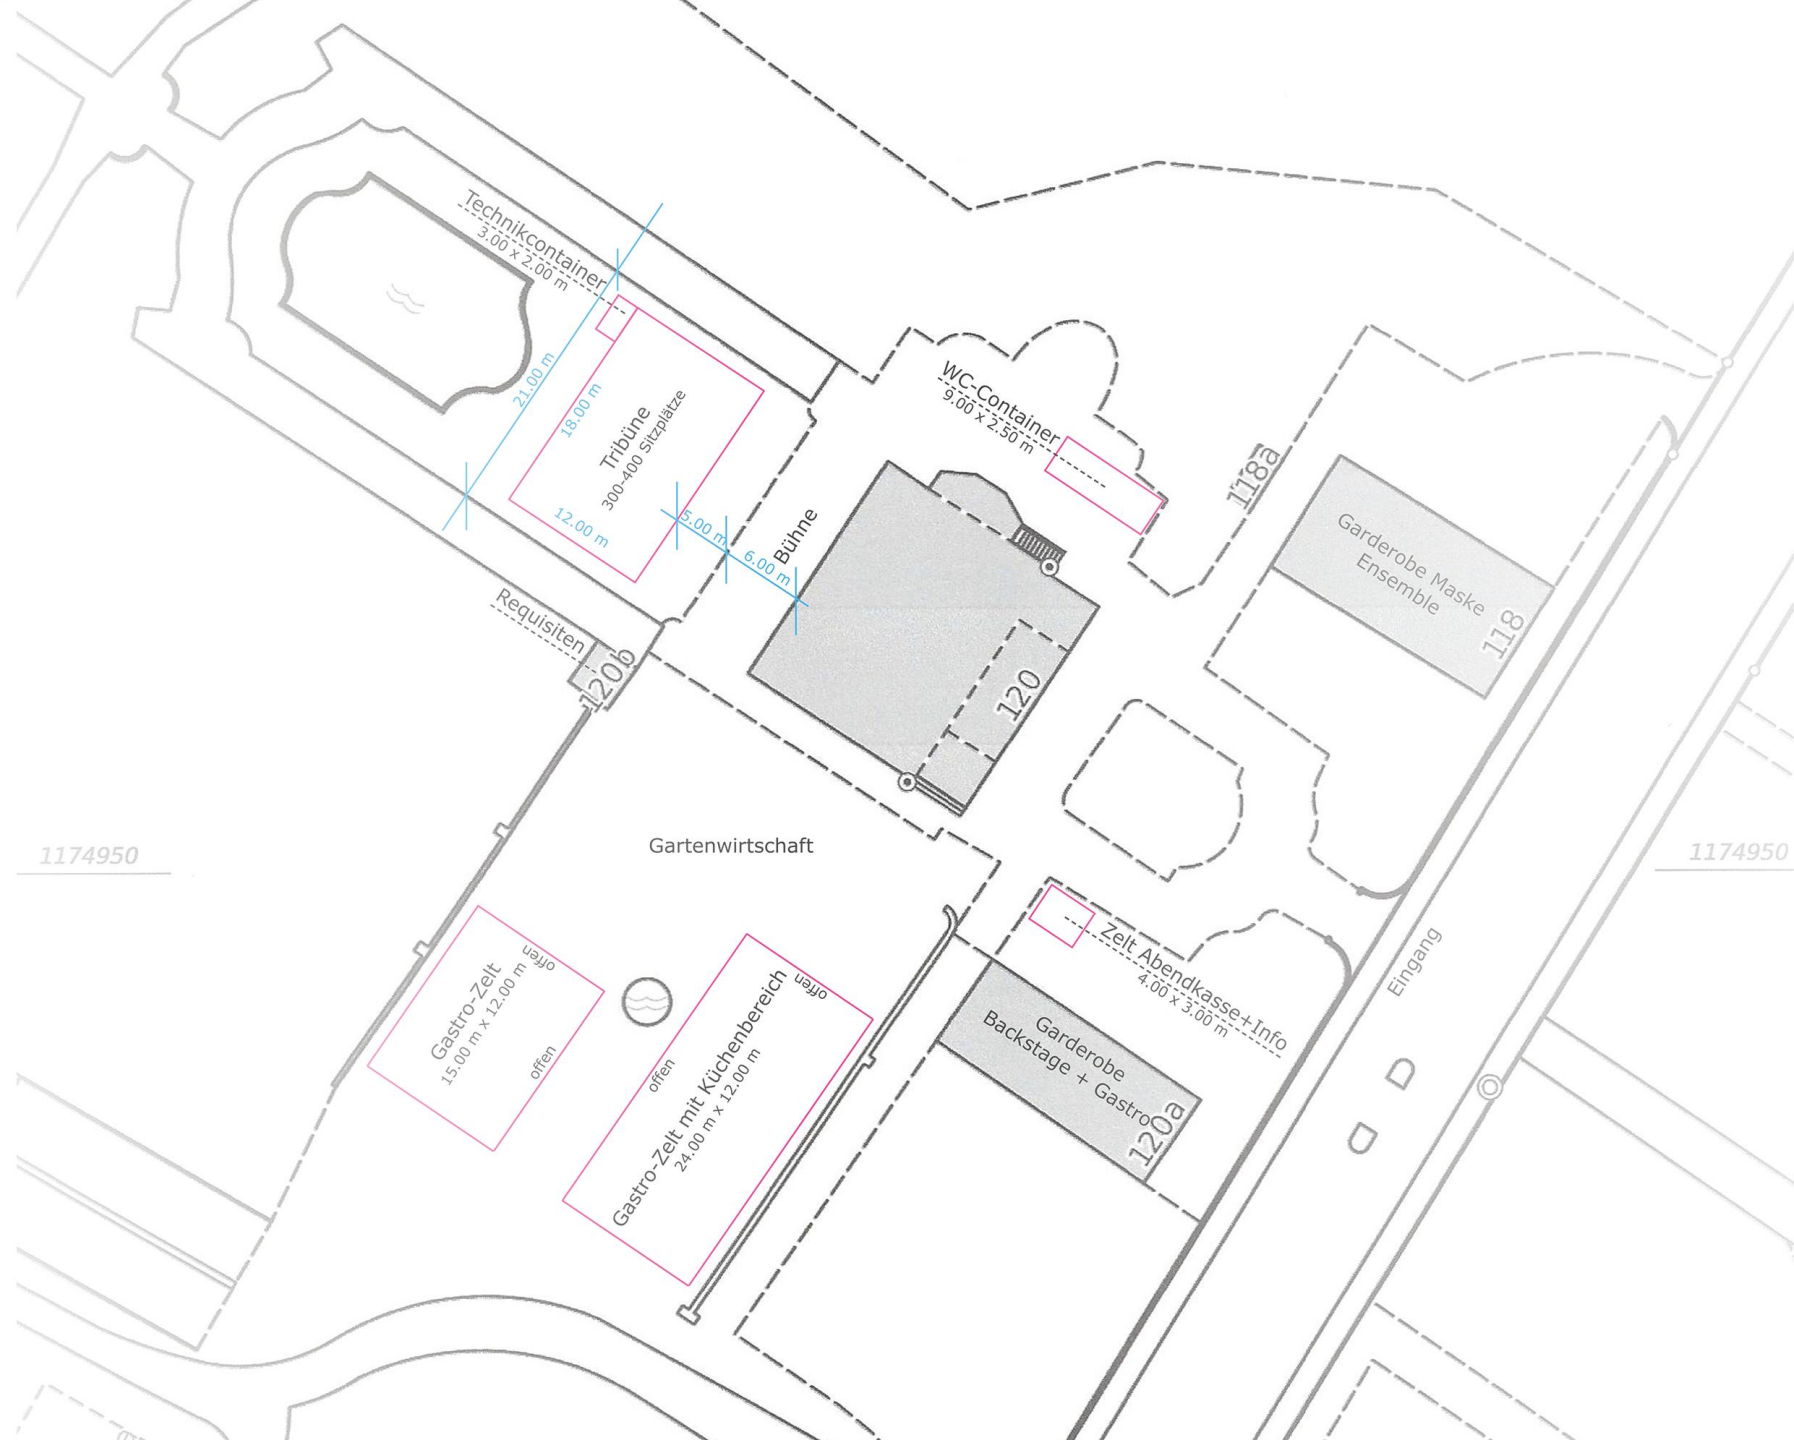 Technikcontainer
3.00 x 2.00 m
21.00 m
18.00 m
Tribüne
300-400 Sitzplätze
12.00 m
5.00 m
6.00 m
Bühne
WC-Container
9.00 x 2.50 m
118a
Garderobe Maske
Ensemble
118
Requisiten
120b
120
1174950
Gartenwirtschaft
1174950
Gastro-Zelt
15.00 m x 12.00 m
offen
offen
Gastro-Zelt mit Küchenbereich
24.00 m x 12.00 m
offen
offen
Zelt Abendkasse+Info
4.00 x 3.00 m
Eingang
Garderobe
Backstage + Gastro
120a